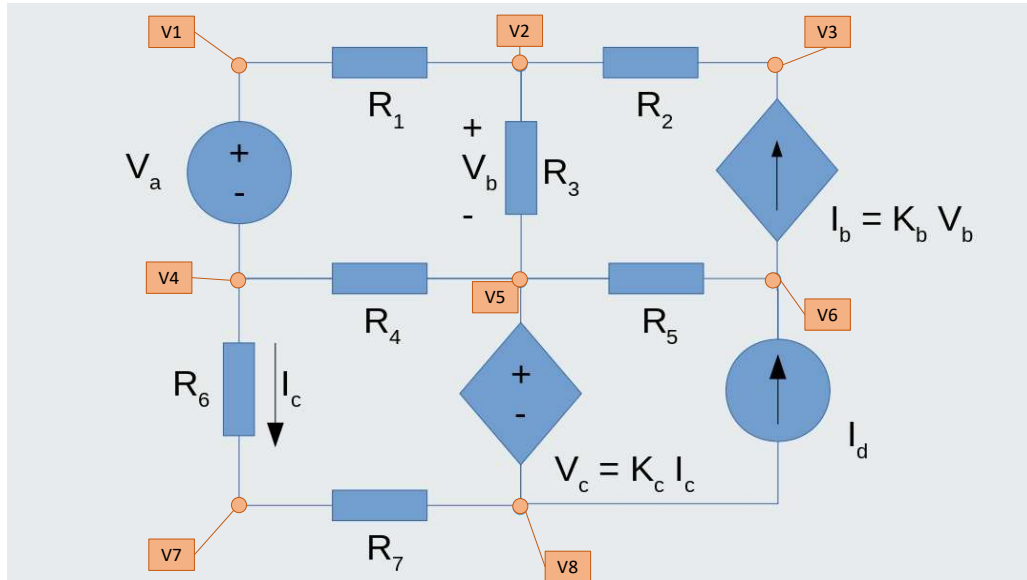 V1
V2
V3
R1
R2
Va
+
-
+
Vb
-
R3
Ib = Kb Vb
V4
V5
V6
R4
R5
R6
Ic
+
-
Vc = Kc Ic
Id
V7
R7
V8